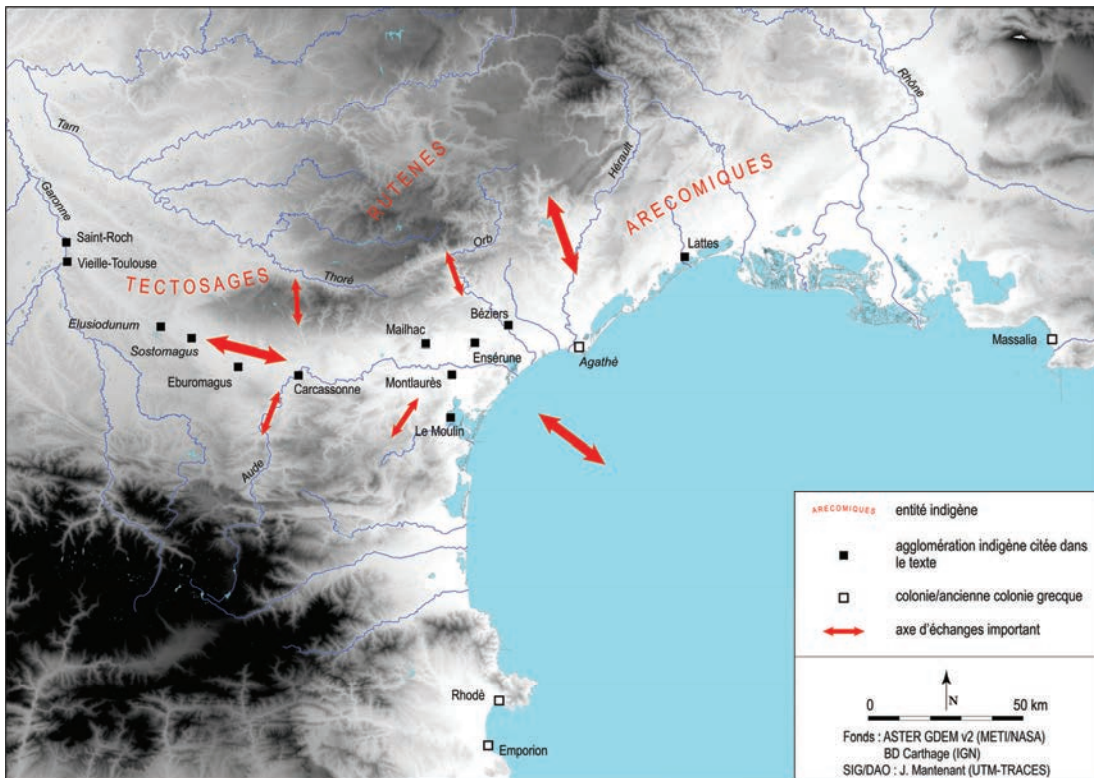 Tarn
Garonne
Rhône
Hérault
RUTENES
ARECOMIQUES
Orb
Saint-Roch
Vieille-Toulouse
TECTOSAGES
Thoré
Lattes
Elusiodunum
Sostomagus
Mailhac
Béziers
Ensérune
Agathè
Massalia
Eburomagus
Carcassonne
Montlaurès
Le Moulin
Aude
Rhodè
Emporion
ARECOMIQUES entité indigène
agglomération indigène citée dans
le texte
colonie/ancienne colonie grecque
axe d'échanges important
N
0 50 km
Fonds : ASTER GDEM v2 (METI/NASA)
BD Carthage (IGN)
SIG/DAO : J. Mantenant (UTM-TRACES)